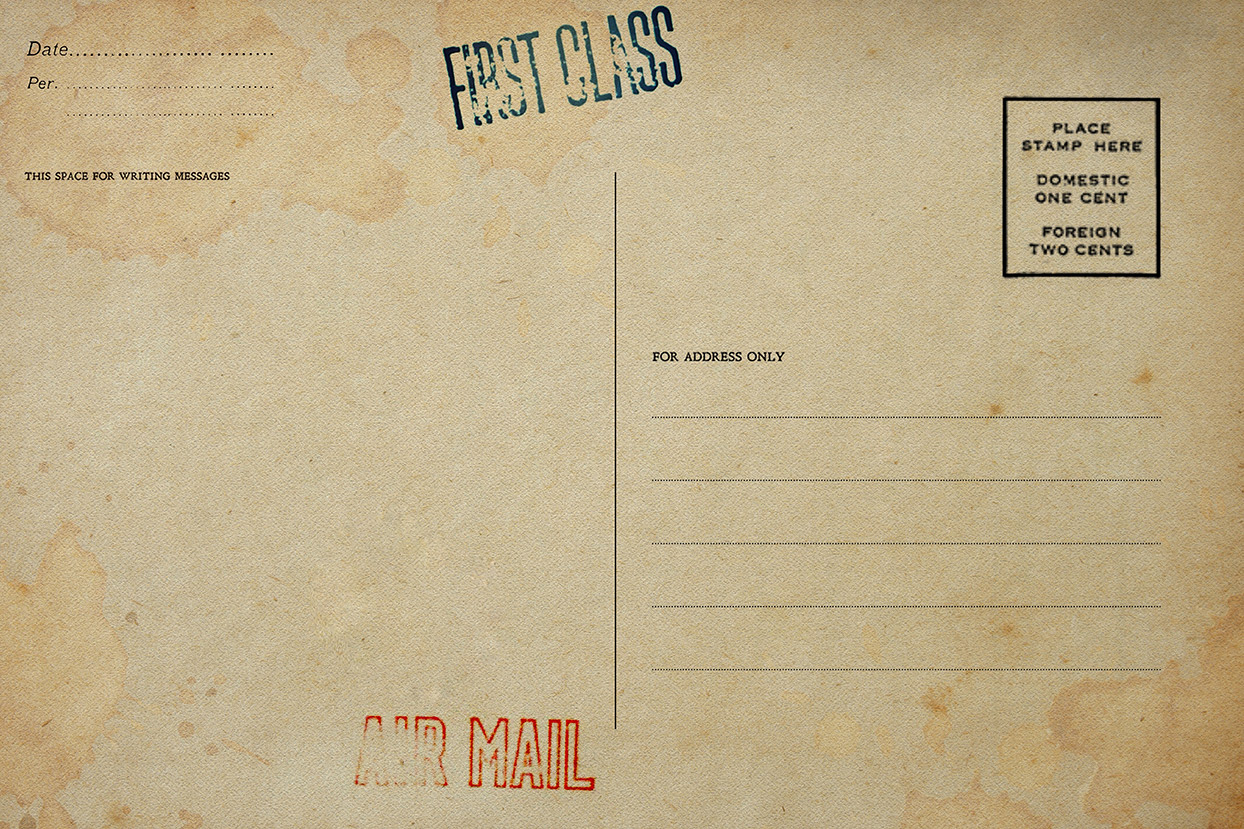 Date
Per.
FIRST CLASS
THIS SPACE FOR WRITING MESSAGES
PLACE
STAMP HERE
DOMESTIC
ONE CENT
FOREIGN
TWO CENTS
FOR ADDRESS ONLY
AIR MAIL